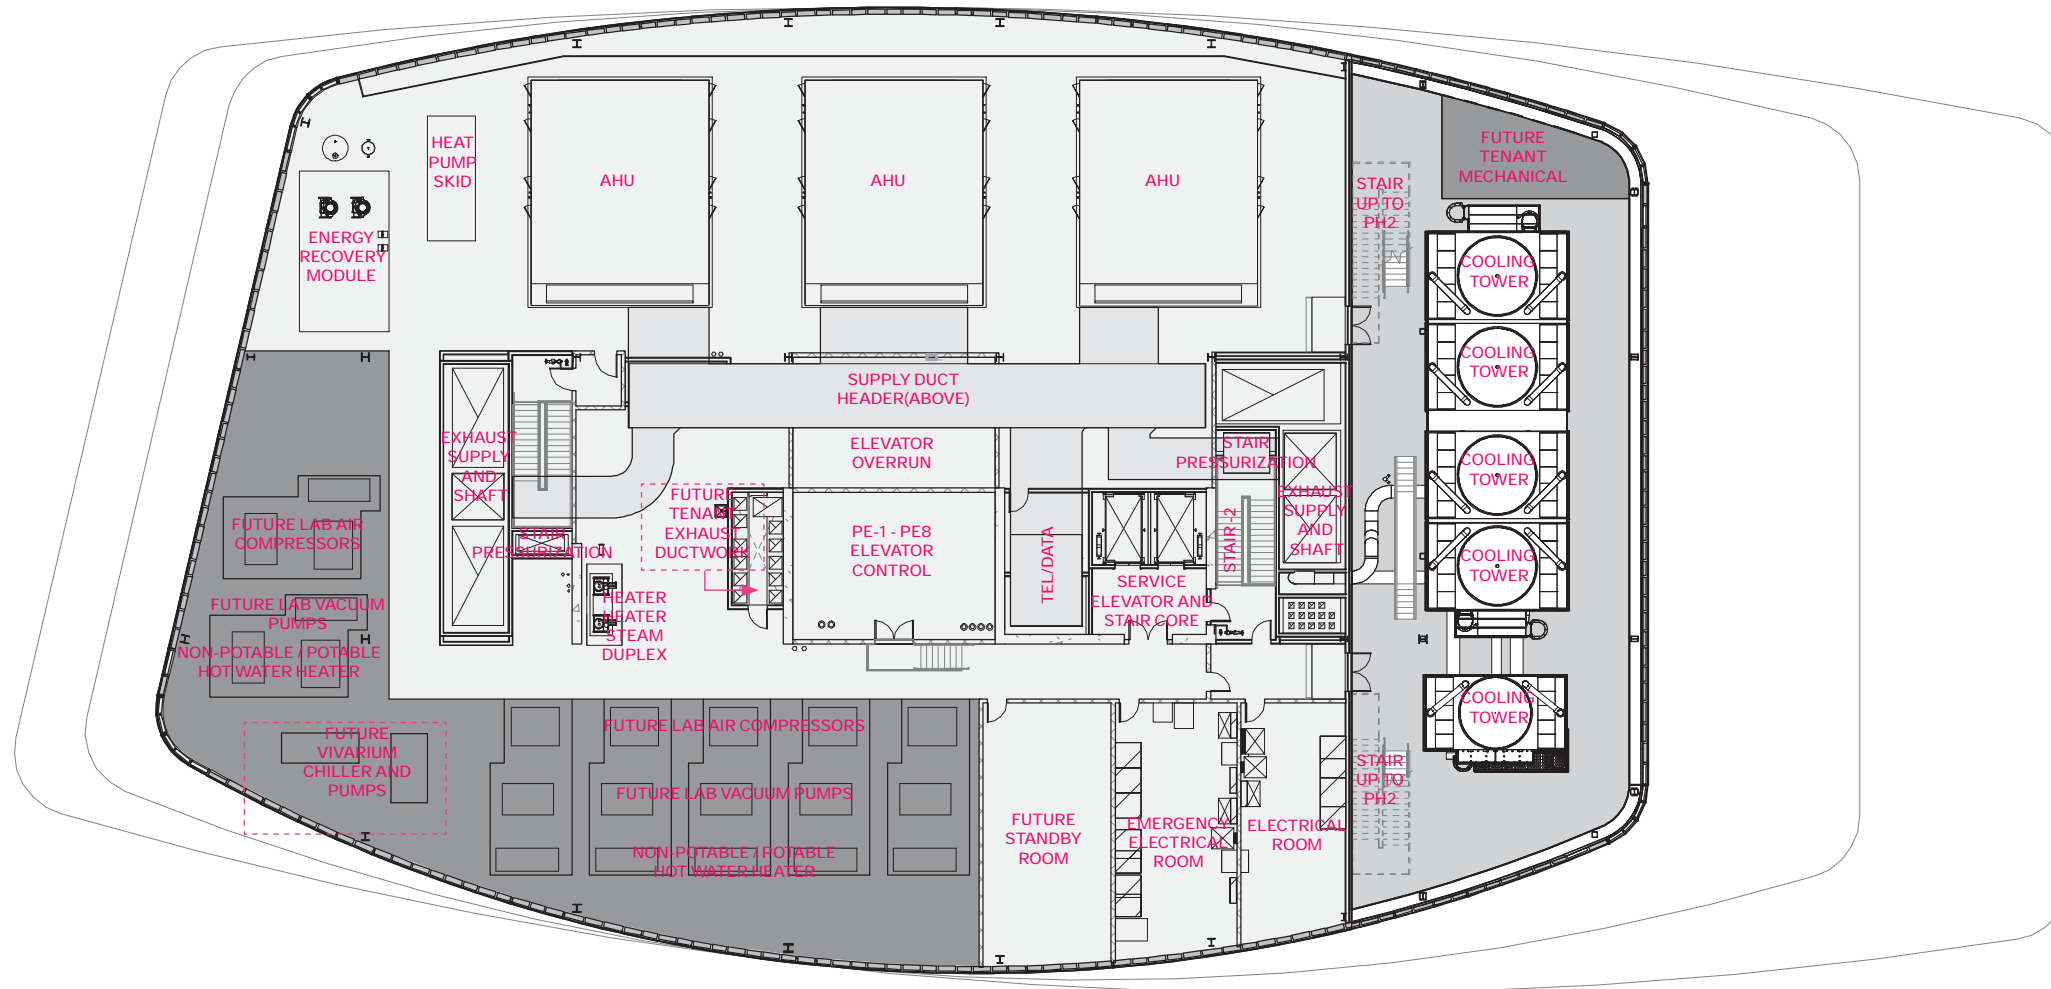 HEAT
PUMP
SKID
AHU
AHU
AHU
FUTURE
TENANT
MECHANICAL
STAIR
UP TO
PH2
ENERGY
RECOVERY
MODULE
COOLING
TOWER
COOLING
TOWER
COOLING
TOWER
COOLING
TOWER
COOLING
TOWER
SUPPLY DUCT
HEADER(ABOVE)
ELEVATOR
OVERRUN
STAIR
PRESSURIZATION
EXHAUST
SUPPLY
AND
SHAFT
EXHAUST
SUPPLY
AND
SHAFT
FUTURE
TENANT
EXHAUST
DUCTWORK
STAIR
PRESSURIZATION
PE-1 - PE8
ELEVATOR
CONTROL
TEL/DATA
STAIR-2
SERVICE
ELEVATOR AND
STAIR CORE
HEATER
HEATER
STEAM
DUPLEX
FUTURE LAB AIR
COMPRESSORS
FUTURE LAB VACUUM
PUMPS
NON-POTABLE / POTABLE
HOT WATER HEATER
FUTURE
VIVARIUM
CHILLER AND
PUMPS
FUTURE LAB AIR COMPRESSORS
FUTURE LAB VACUUM PUMPS
NON-POTABLE / POTABLE
HOT WATER HEATER
FUTURE
STANDBY
ROOM
EMERGENCY
ELECTRICAL
ROOM
ELECTRICAL
ROOM
STAIR
UP TO
PH2